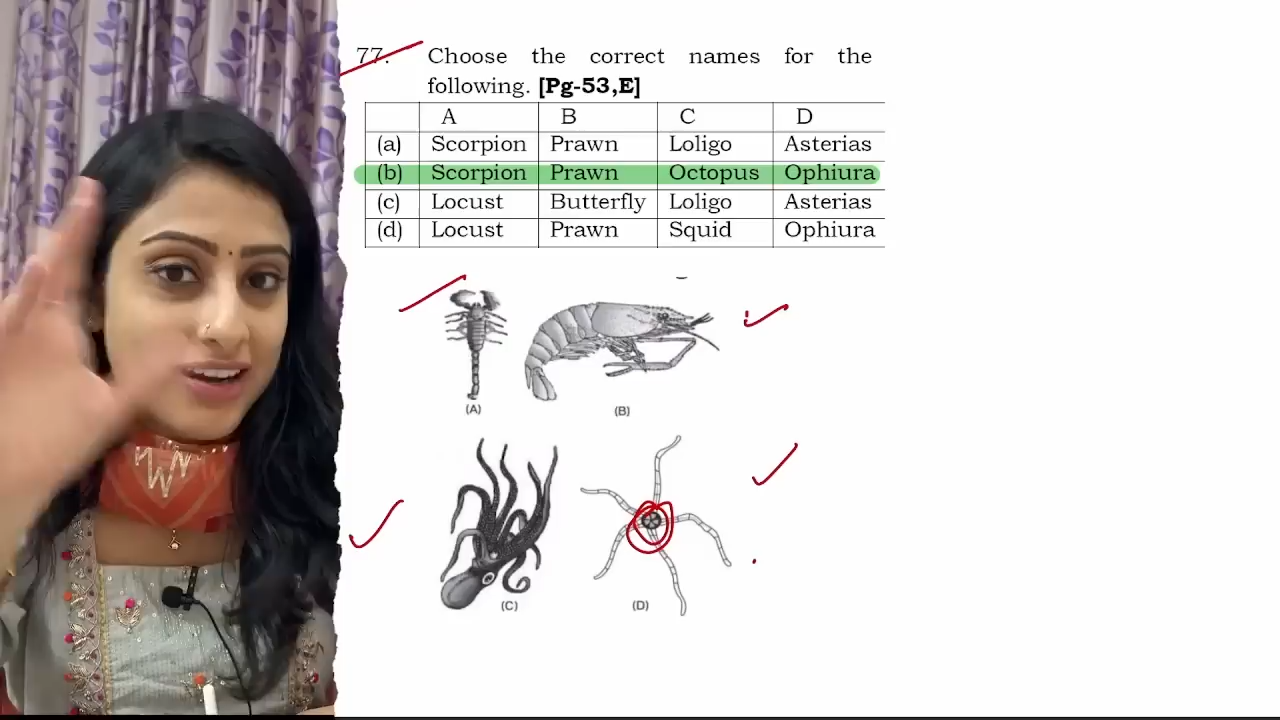 77. Choose the correct names for the
following. [Pg-53,E]
A B C D
(a) Scorpion Prawn Loligo Asterias
(b) Scorpion Prawn Octopus Ophiura
(c) Locust Butterfly Loligo Asterias
(d) Locust Prawn Squid Ophiura
(A) (B)
(C) (D)